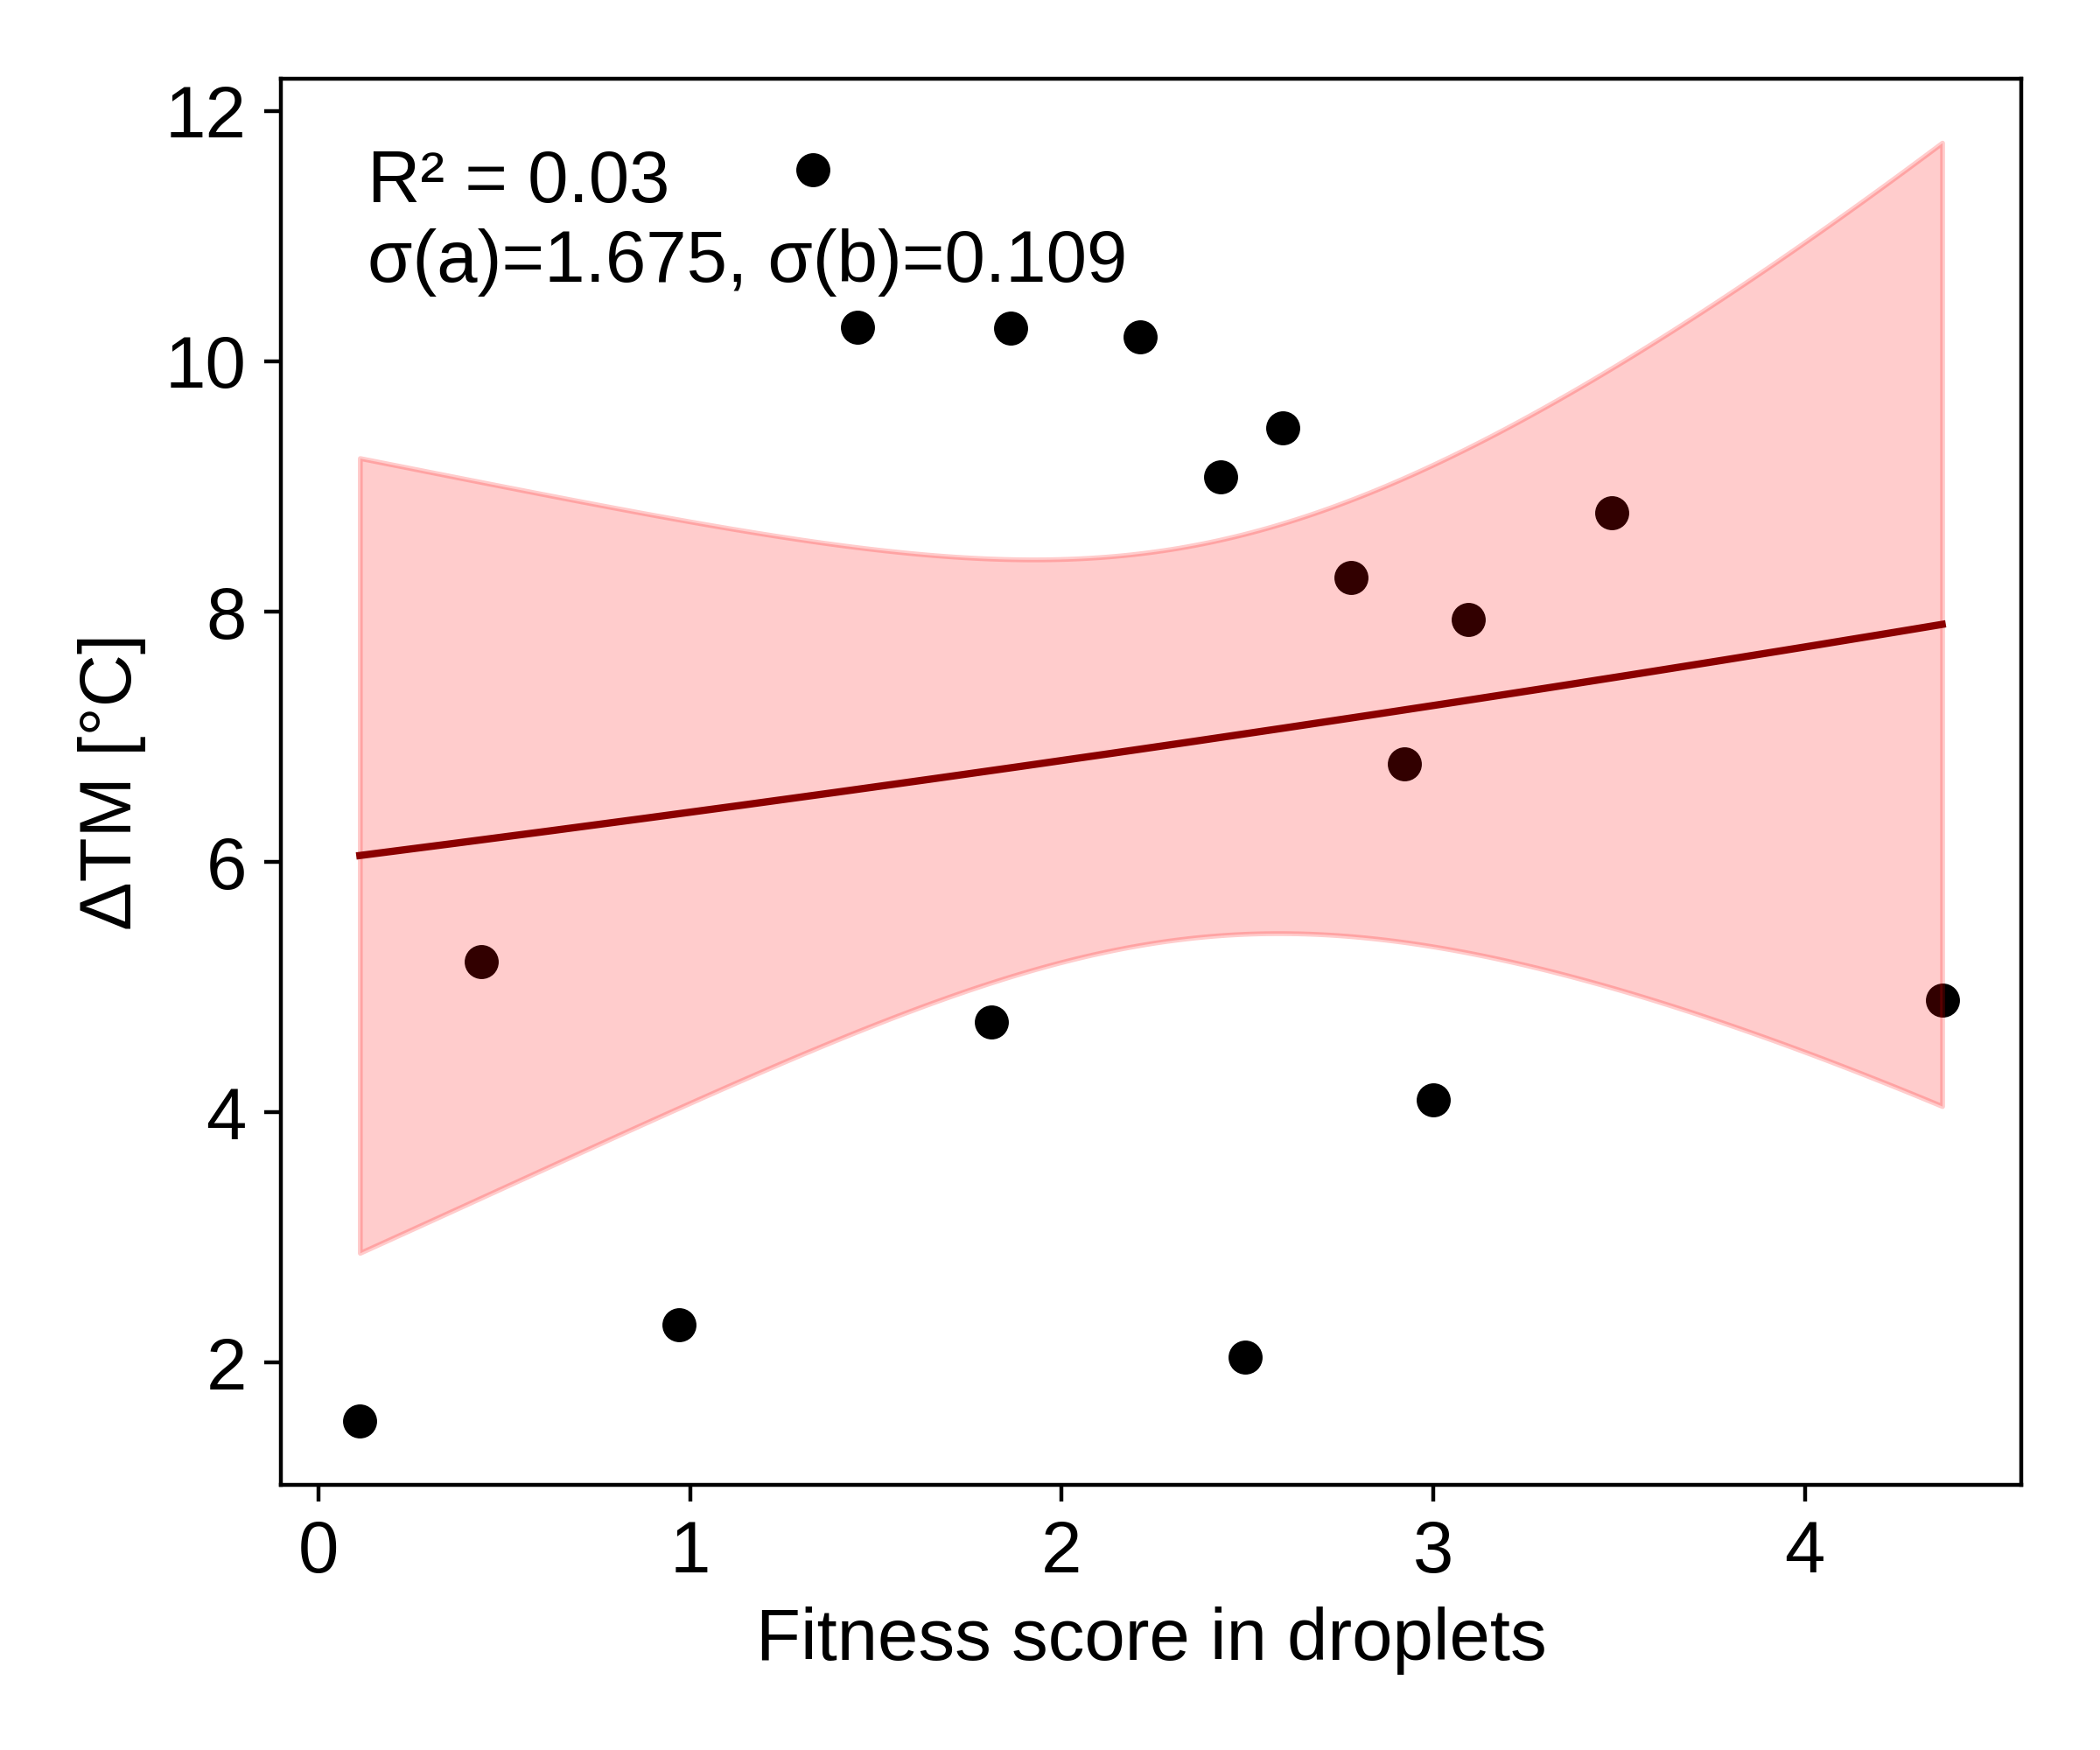 R² = 0.03
σ(a)=1.675, σ(b)=0.109
12
10
8
6
4
2
ΔTM [°C]
0 1 2 3 4
Fitness score in droplets